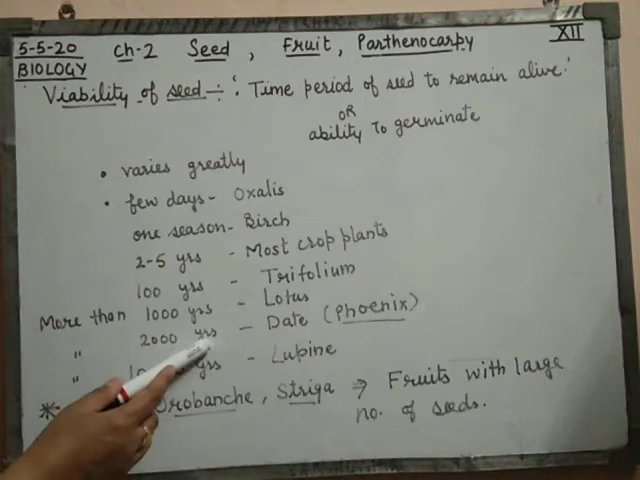 5-5-20 Ch-2 Seed, Fruit, Parthenocarpy XII
BIOLOGY
Viability of seed :- 'Time period of seed to remain alive.'
OR
ability to germinate
• varies greatly
• few days - Oxalis
one season - Birch
2-5 yrs - Most crop plants
100 yrs - Trifolium
More than 1000 yrs - Lotus
" 2000 yrs - Date (Phoenix)
" yrs - Lupine
* Orobanche, Striga ⇒ Fruits with large
no. of seeds.